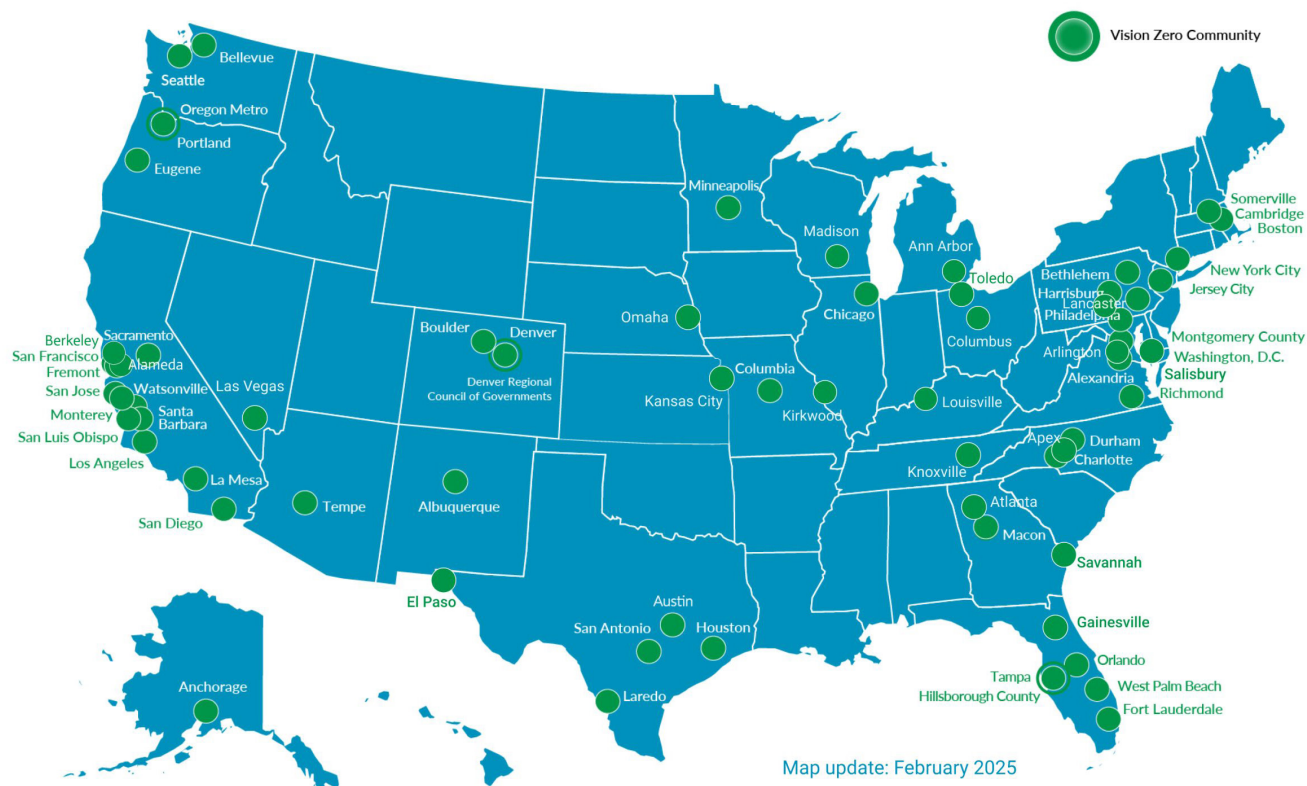 Vision Zero Community
Bellevue
Seattle
Oregon Metro
Portland
Eugene
Minneapolis
Madison
Ann Arbor
Toledo
Chicago
Columbus
Omaha
Somerville
Cambridge
Boston
New York City
Jersey City
Bethlehem
Harrisburg
Lancaster
Philadelphia
Montgomery County
Washington, D.C.
Arlington
Salisbury
Alexandria
Richmond
Berkeley
Sacramento
San Francisco
Alameda
Fremont
San Jose
Watsonville
Monterey
Santa
Barbara
San Luis Obispo
Los Angeles
La Mesa
San Diego
Las Vegas
Boulder
Denver
Denver Regional
Council of Governments
Kansas City
Columbia
Kirkwood
Louisville
Knoxville
Apex
Durham
Charlotte
Tempe
Albuquerque
Atlanta
Macon
Savannah
El Paso
Austin
San Antonio
Houston
Laredo
Gainesville
Orlando
Tampa
Hillsborough County
West Palm Beach
Fort Lauderdale
Anchorage
Map update: February 2025